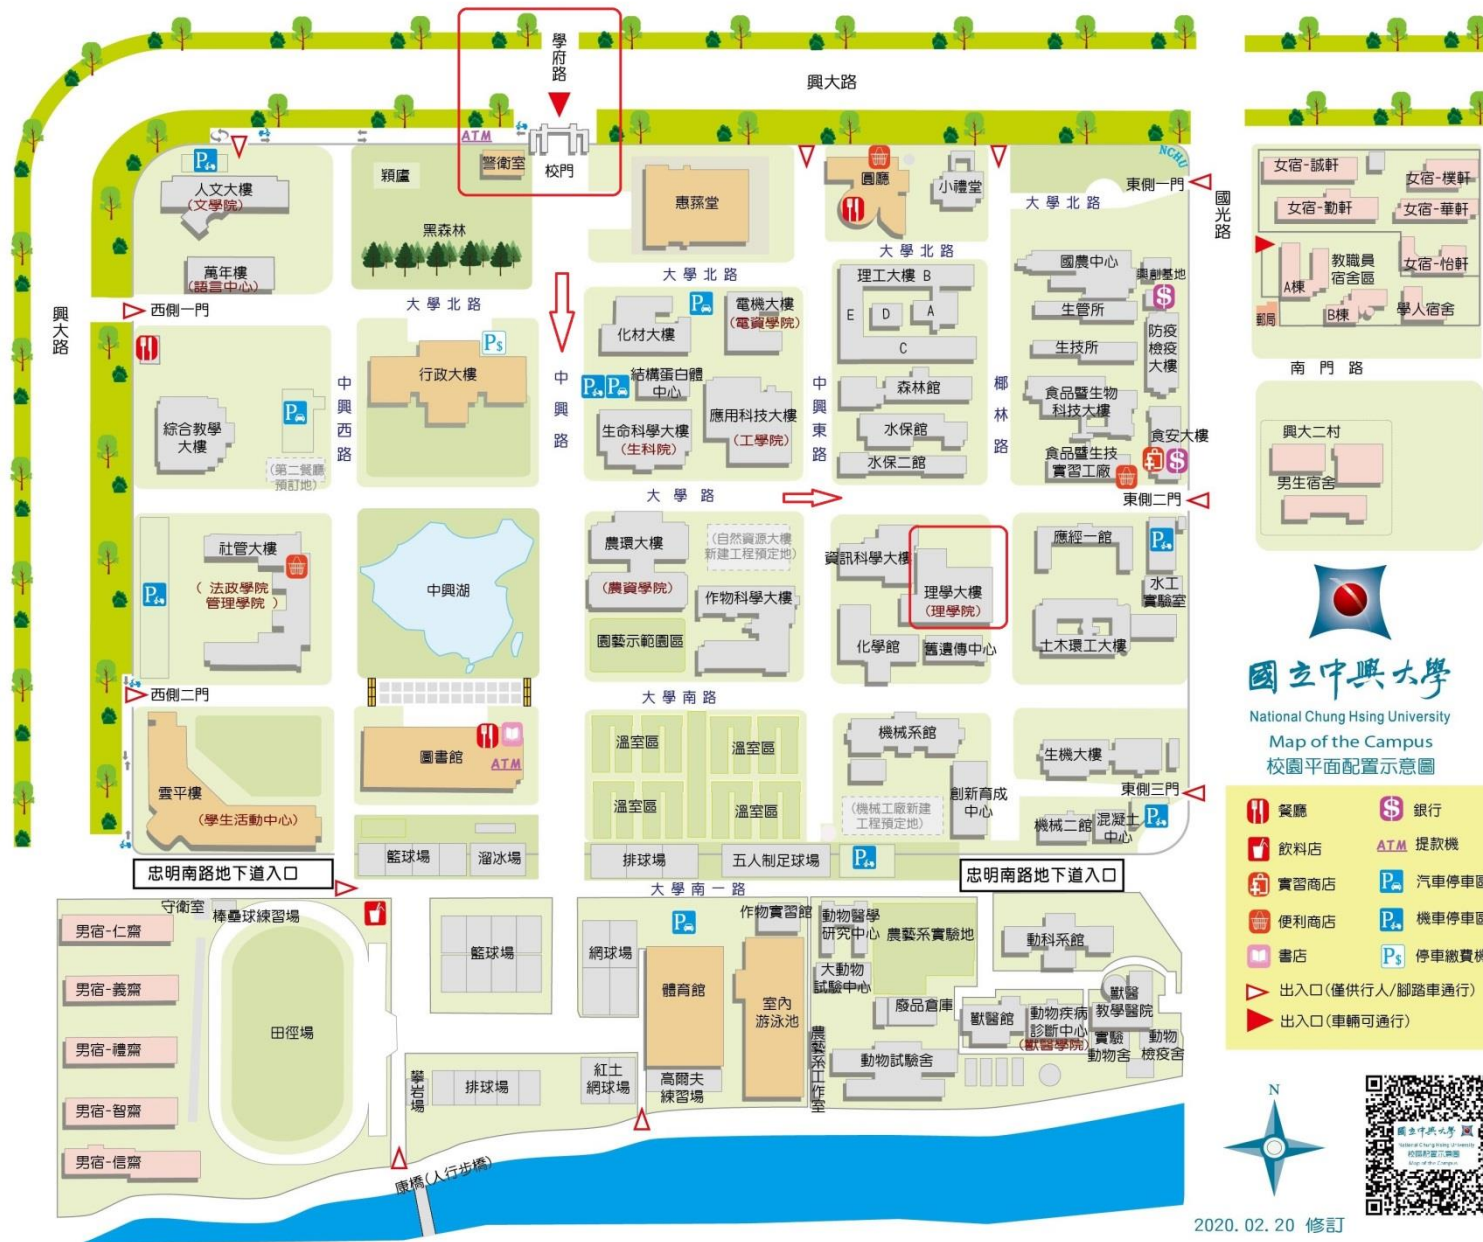 學府路
興大路
ATM
警衛室
校門
人文大樓
(文學院)
穎廬
惠蓀堂
圓廳
小禮堂
NCHU
東側一門
國光路
女宿-誠軒
女宿-樸軒
女宿-勤軒
女宿-華軒
大學北路
黑森林
萬年樓
(語言中心)
大學北路
大學北路
大學北路
理工大樓 B
E
D
A
C
國農中心
興創基地
教職員
宿舍區
女宿-怡軒
A棟
B棟
學人宿舍
郵局
興大路
西側一門
化材大樓
電機大樓
(電資學院)
生管所
生技所
防疫
檢疫
大樓
南門路
行政大樓
中興西路
中興路
結構蛋白體
中心
應用科技大樓
(工學院)
生命科學大樓
(生科院)
中興東路
森林館
水保館
水保二館
椰林路
食品暨生物
科技大樓
食安大樓
食品暨生技
實習工廠
綜合教學
大樓
(第二餐廳
預訂地)
興大二村
男生宿舍
大學路
東側二門
社管大樓
(法政學院
管理學院)
中興湖
農環大樓
(農資學院)
(自然資源大樓
新建工程預定地)
作物科學大樓
園藝示範園區
資訊科學大樓
理學大樓
(理學院)
化學館
舊遺傳中心
應經一館
水工
實驗室
土木環工大樓
國立中興大學
National Chung Hsing University
Map of the Campus
校園平面配置示意圖
西側二門
大學南路
圖書館
ATM
溫室區
溫室區
溫室區
溫室區
機械系館
(機械工廠新建
工程預定地)
創新育成
中心
生機大樓
東側三門
機械二館
混凝土
中心
雲平樓
(學生活動中心)
籃球場
溜冰場
排球場
五人制足球場
忠明南路地下道入口
大學南一路
忠明南路地下道入口
餐廳
銀行
飲料店
ATM 提款機
實習商店
汽車停車區
便利商店
機車停車區
書店
停車繳費機
出入口(僅供行人/腳踏車通行)
出入口(車輛可通行)
守衛室
棒壘球練習場
男宿-仁齋
男宿-義齋
男宿-禮齋
男宿-智齋
男宿-信齋
田徑場
籃球場
網球場
體育館
作物實習館
室內
游泳池
動物醫學
研究中心
大動物
試驗中心
農藝系實驗地
廢品倉庫
動科系館
獸醫館
動物疾病
診斷中心
(獸醫學院)
獸醫
教學醫院
實驗
動物舍
動物
檢疫舍
農藝系工作室
動物試驗舍
攀岩場
排球場
紅土
網球場
高爾夫
練習場
康橋(人行步橋)
N
國立中興大學
National Chung Hsing University
校園配置示意圖
Map of the Campus
2020.02.20 修訂